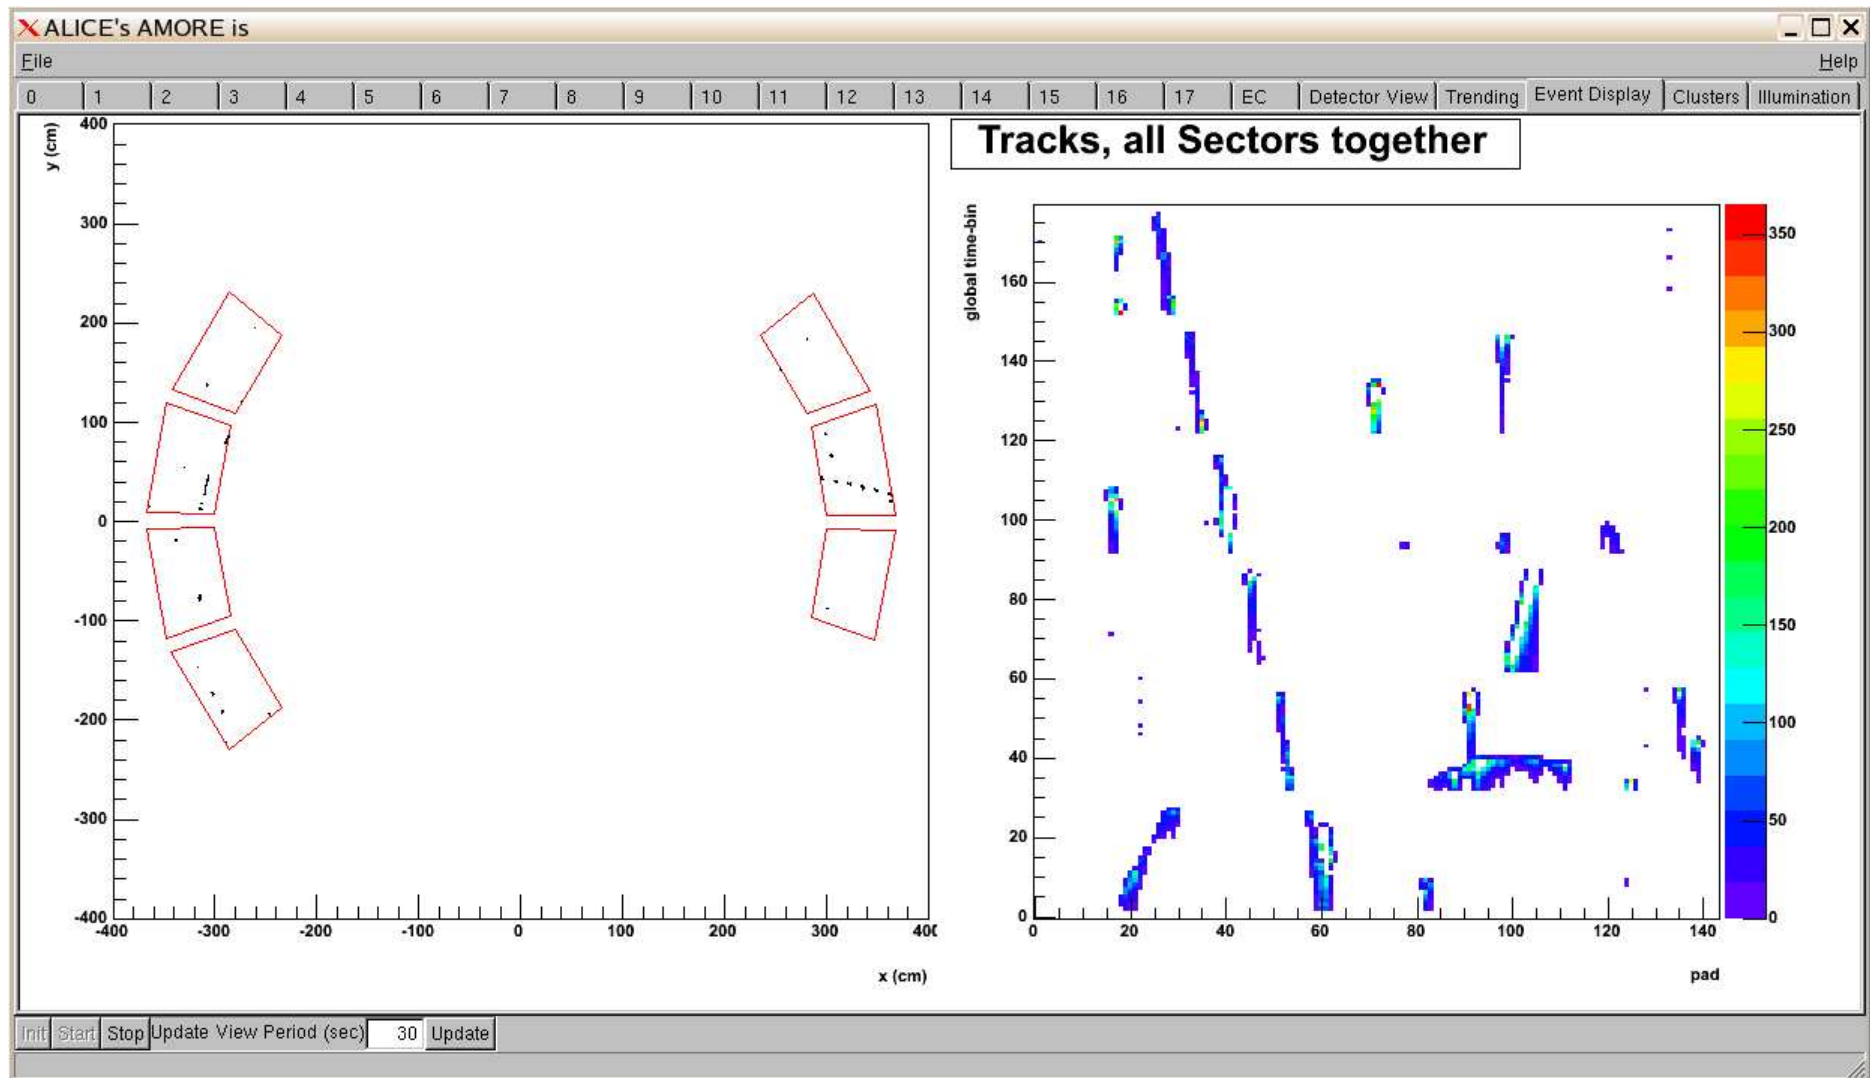 ALICE's AMORE is
File Help
0 1 2 3 4 5 6 7 8 9 10 11 12 13 14 15 16 17 EC Detector View Trending Event Display Clusters Illumination
y (cm)
400
300
200
100
0
-100
-200
-300
-400
-400 -300 -200 -100 0 100 200 300 400
x (cm)
Tracks, all Sectors together
global time-bin
160
140
120
100
80
60
40
20
0
0 20 40 60 80 100 120 140
pad
350
300
250
200
150
100
50
0
Init Start Stop Update View Period (sec) 30 Update